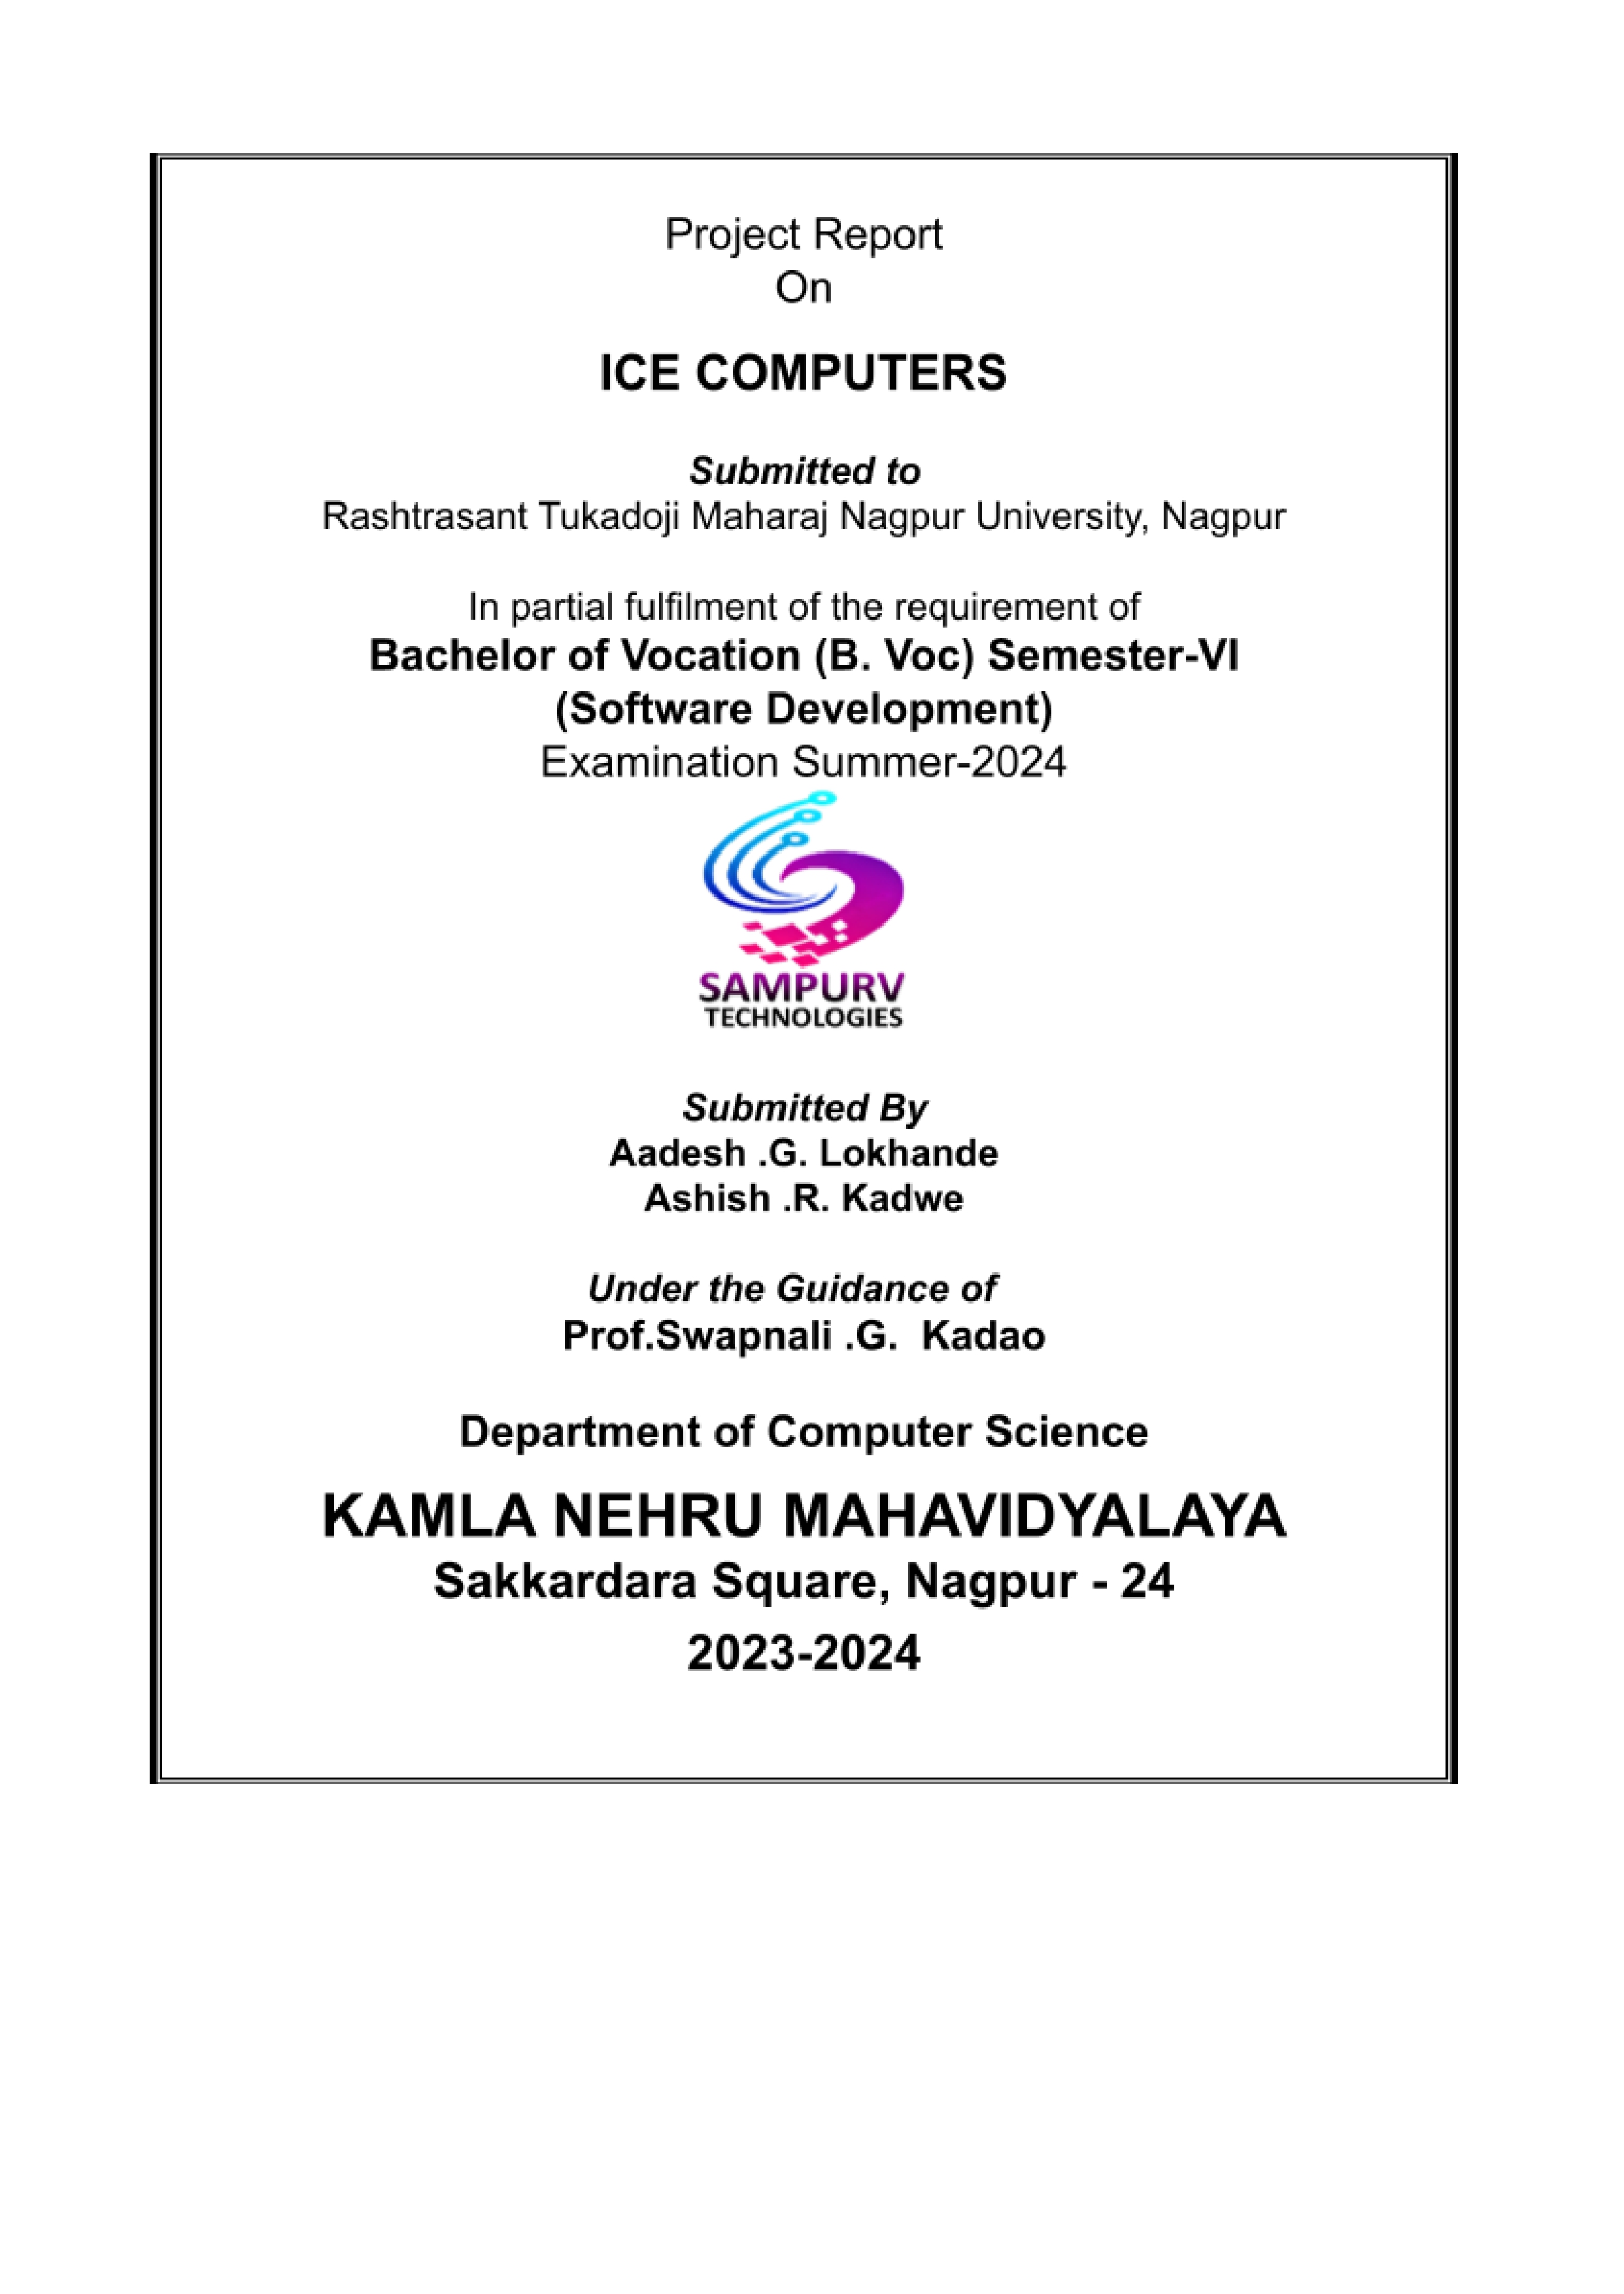 Project Report
On
ICE COMPUTERS
Submitted to
Rashtrasant Tukadoji Maharaj Nagpur University, Nagpur
In partial fulfilment of the requirement of
Bachelor of Vocation (B. Voc) Semester-VI
(Software Development)
Examination Summer-2024
SAMPURV
TECHNOLOGIES
Submitted By
Aadesh .G. Lokhande
Ashish .R. Kadwe
Under the Guidance of
Prof.Swapnali .G.  Kadao
Department of Computer Science
KAMLA NEHRU MAHAVIDYALAYA
Sakkardara Square, Nagpur - 24
2023-2024